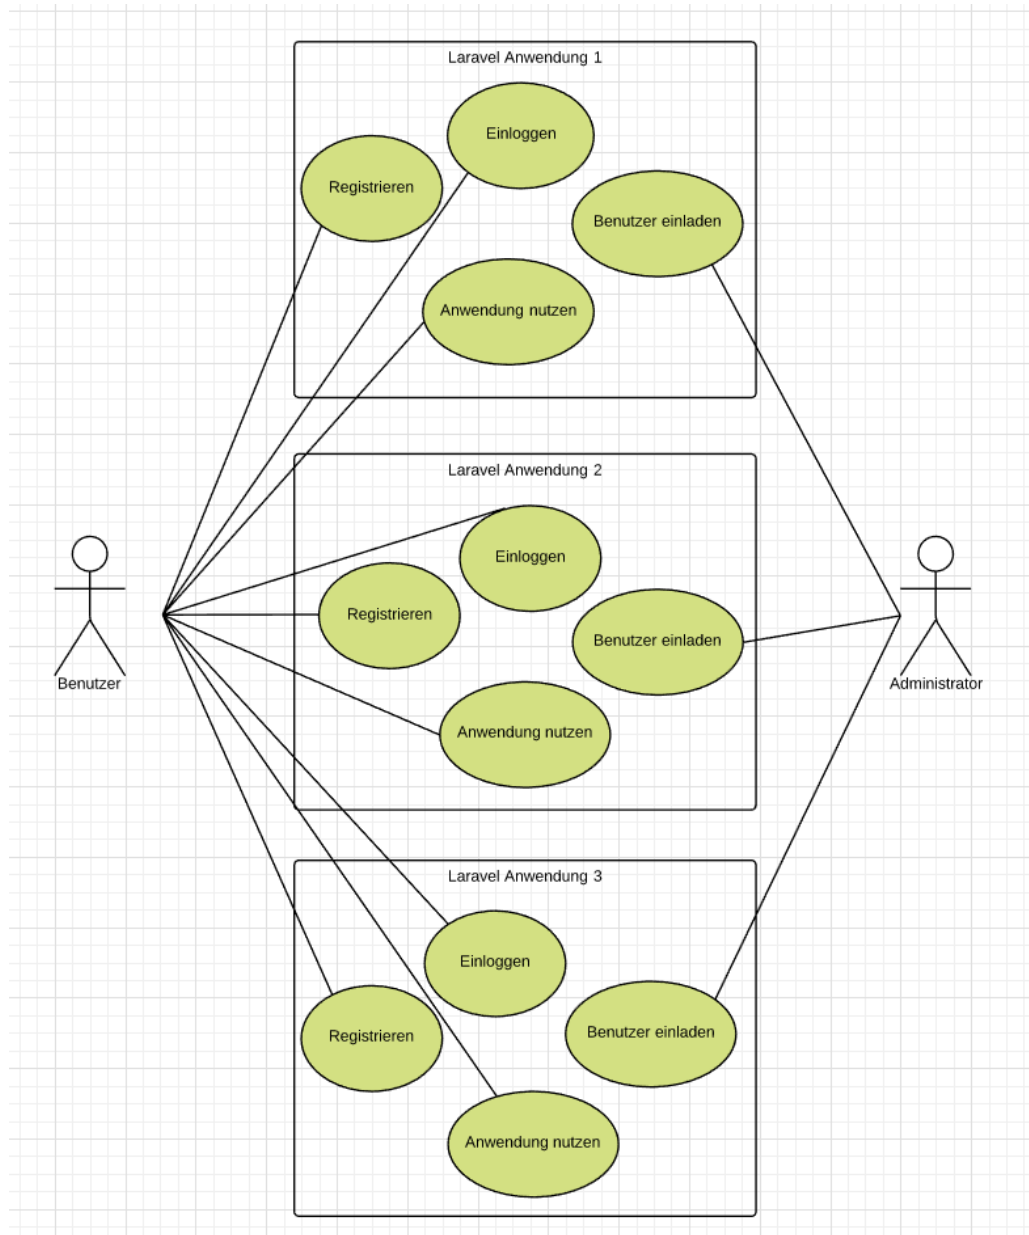 Laravel Anwendung 1
Einloggen
Registrieren
Benutzer einladen
Anwendung nutzen
Laravel Anwendung 2
Einloggen
Registrieren
Benutzer einladen
Benutzer
Administrator
Anwendung nutzen
Laravel Anwendung 3
Einloggen
Benutzer einladen
Registrieren
Anwendung nutzen